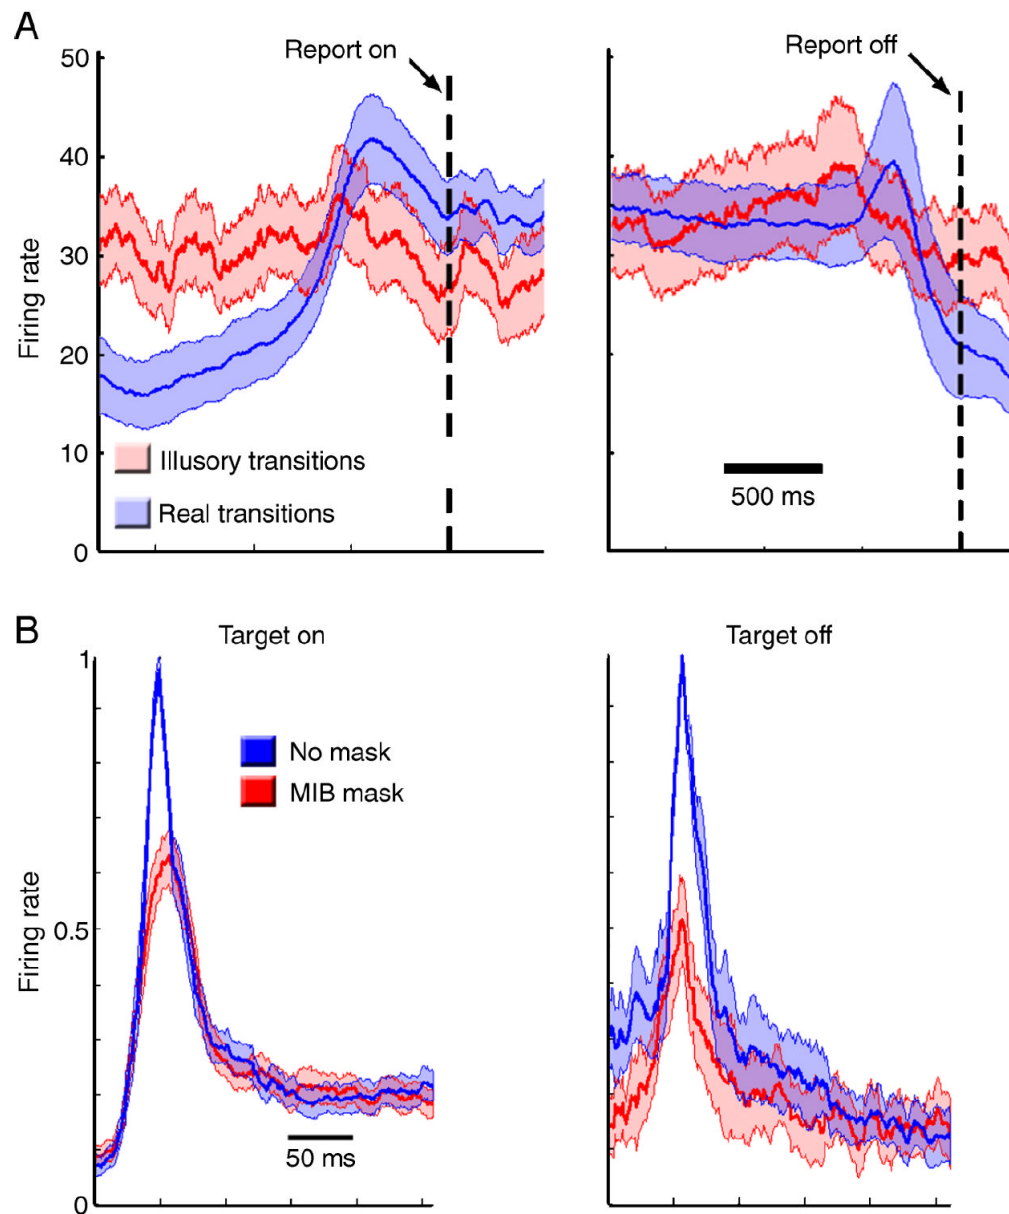 A
Report on
Report off
50
40
30
20
10
0
Firing rate
Illusory transitions
Real transitions
500 ms
B
Target on
Target off
1
0.5
0
Firing rate
No mask
MIB mask
50 ms